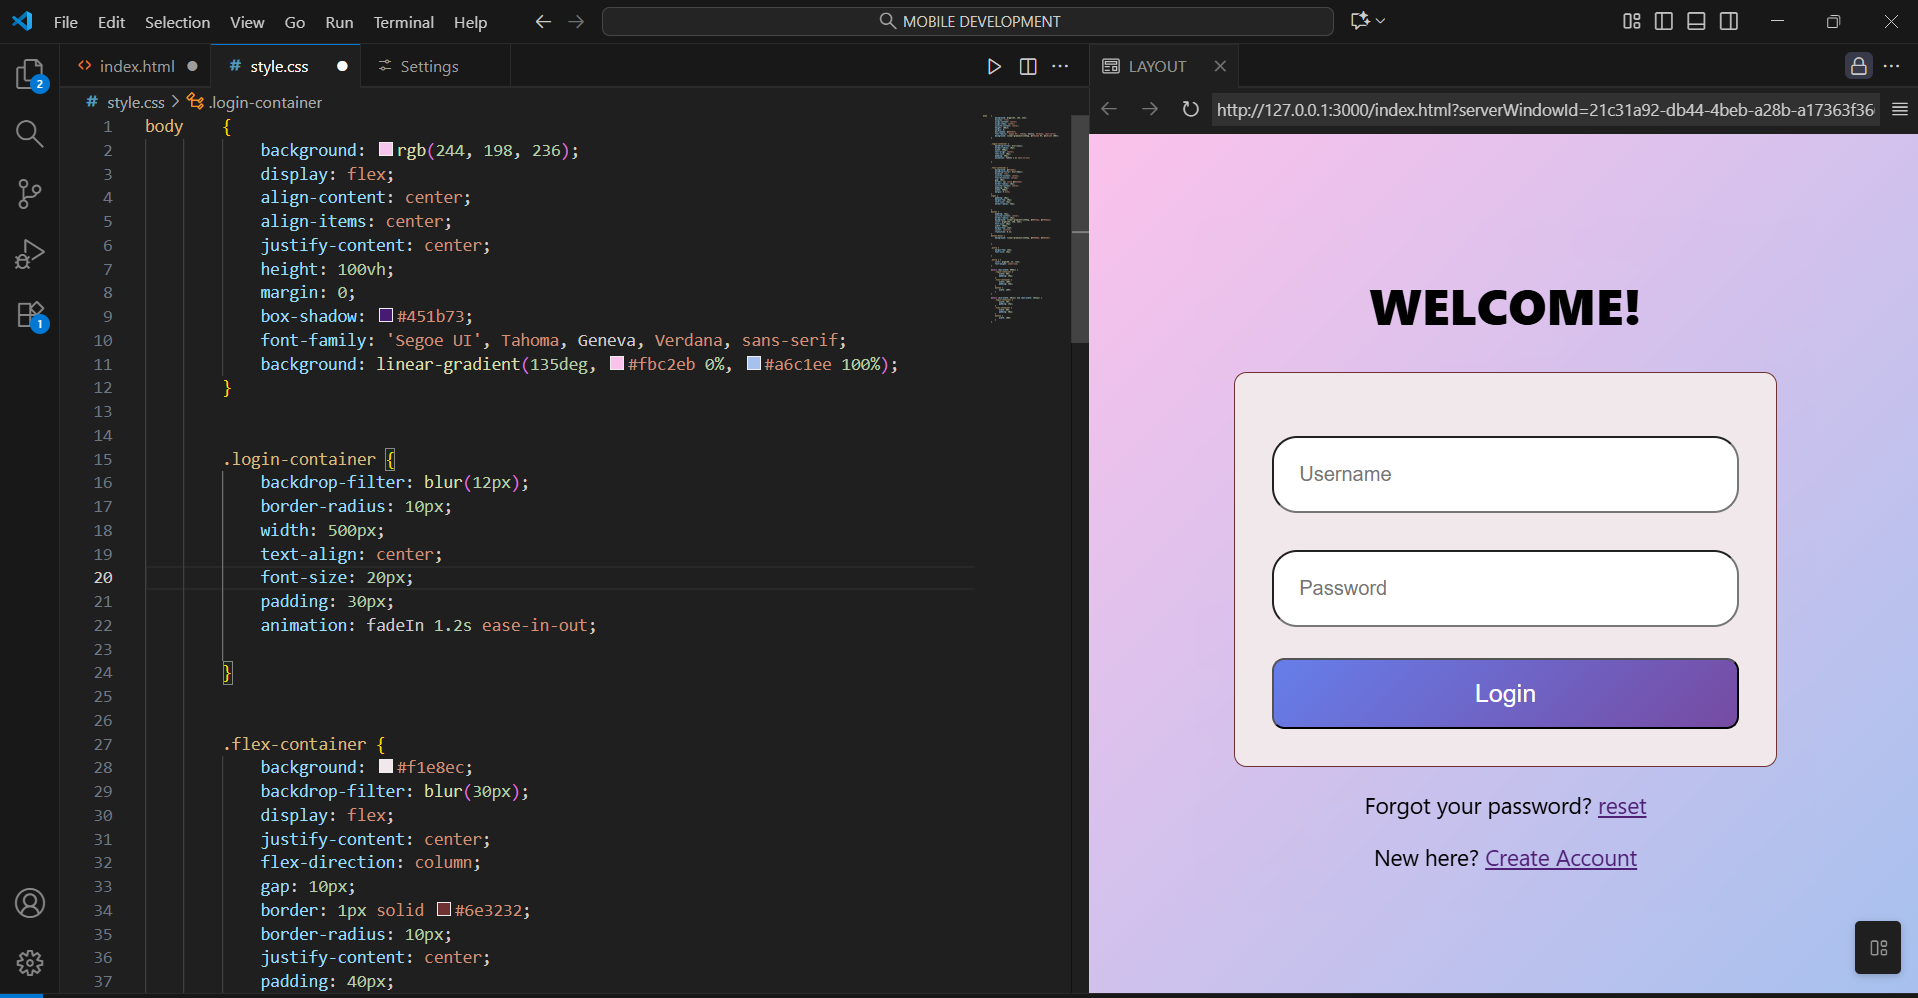 File Edit Selection View Go Run Terminal Help
MOBILE DEVELOPMENT
index.html
# style.css
Settings
LAYOUT
# style.css > .login-container
http://127.0.0.1:3000/index.html?serverWindowId=21c31a92-db44-4beb-a28b-a17363f36
1 body {
2 background: rgb(244, 198, 236);
3 display: flex;
4 align-content: center;
5 align-items: center;
6 justify-content: center;
7 height: 100vh;
8 margin: 0;
9 box-shadow: #451b73;
10 font-family: 'Segoe UI', Tahoma, Geneva, Verdana, sans-serif;
11 background: linear-gradient(135deg, #fbc2eb 0%, #a6c1ee 100%);
12 }
13
14
15 .login-container {
16 backdrop-filter: blur(12px);
17 border-radius: 10px;
18 width: 500px;
19 text-align: center;
20 font-size: 20px;
21 padding: 30px;
22 animation: fadeIn 1.2s ease-in-out;
23
24 }
25
26
27 .flex-container {
28 background: #f1e8ec;
29 backdrop-filter: blur(30px);
30 display: flex;
31 justify-content: center;
32 flex-direction: column;
33 gap: 10px;
34 border: 1px solid #6e3232;
35 border-radius: 10px;
36 justify-content: center;
37 padding: 40px;
2
1
WELCOME!
Username
Password
Login
Forgot your password? reset
New here? Create Account